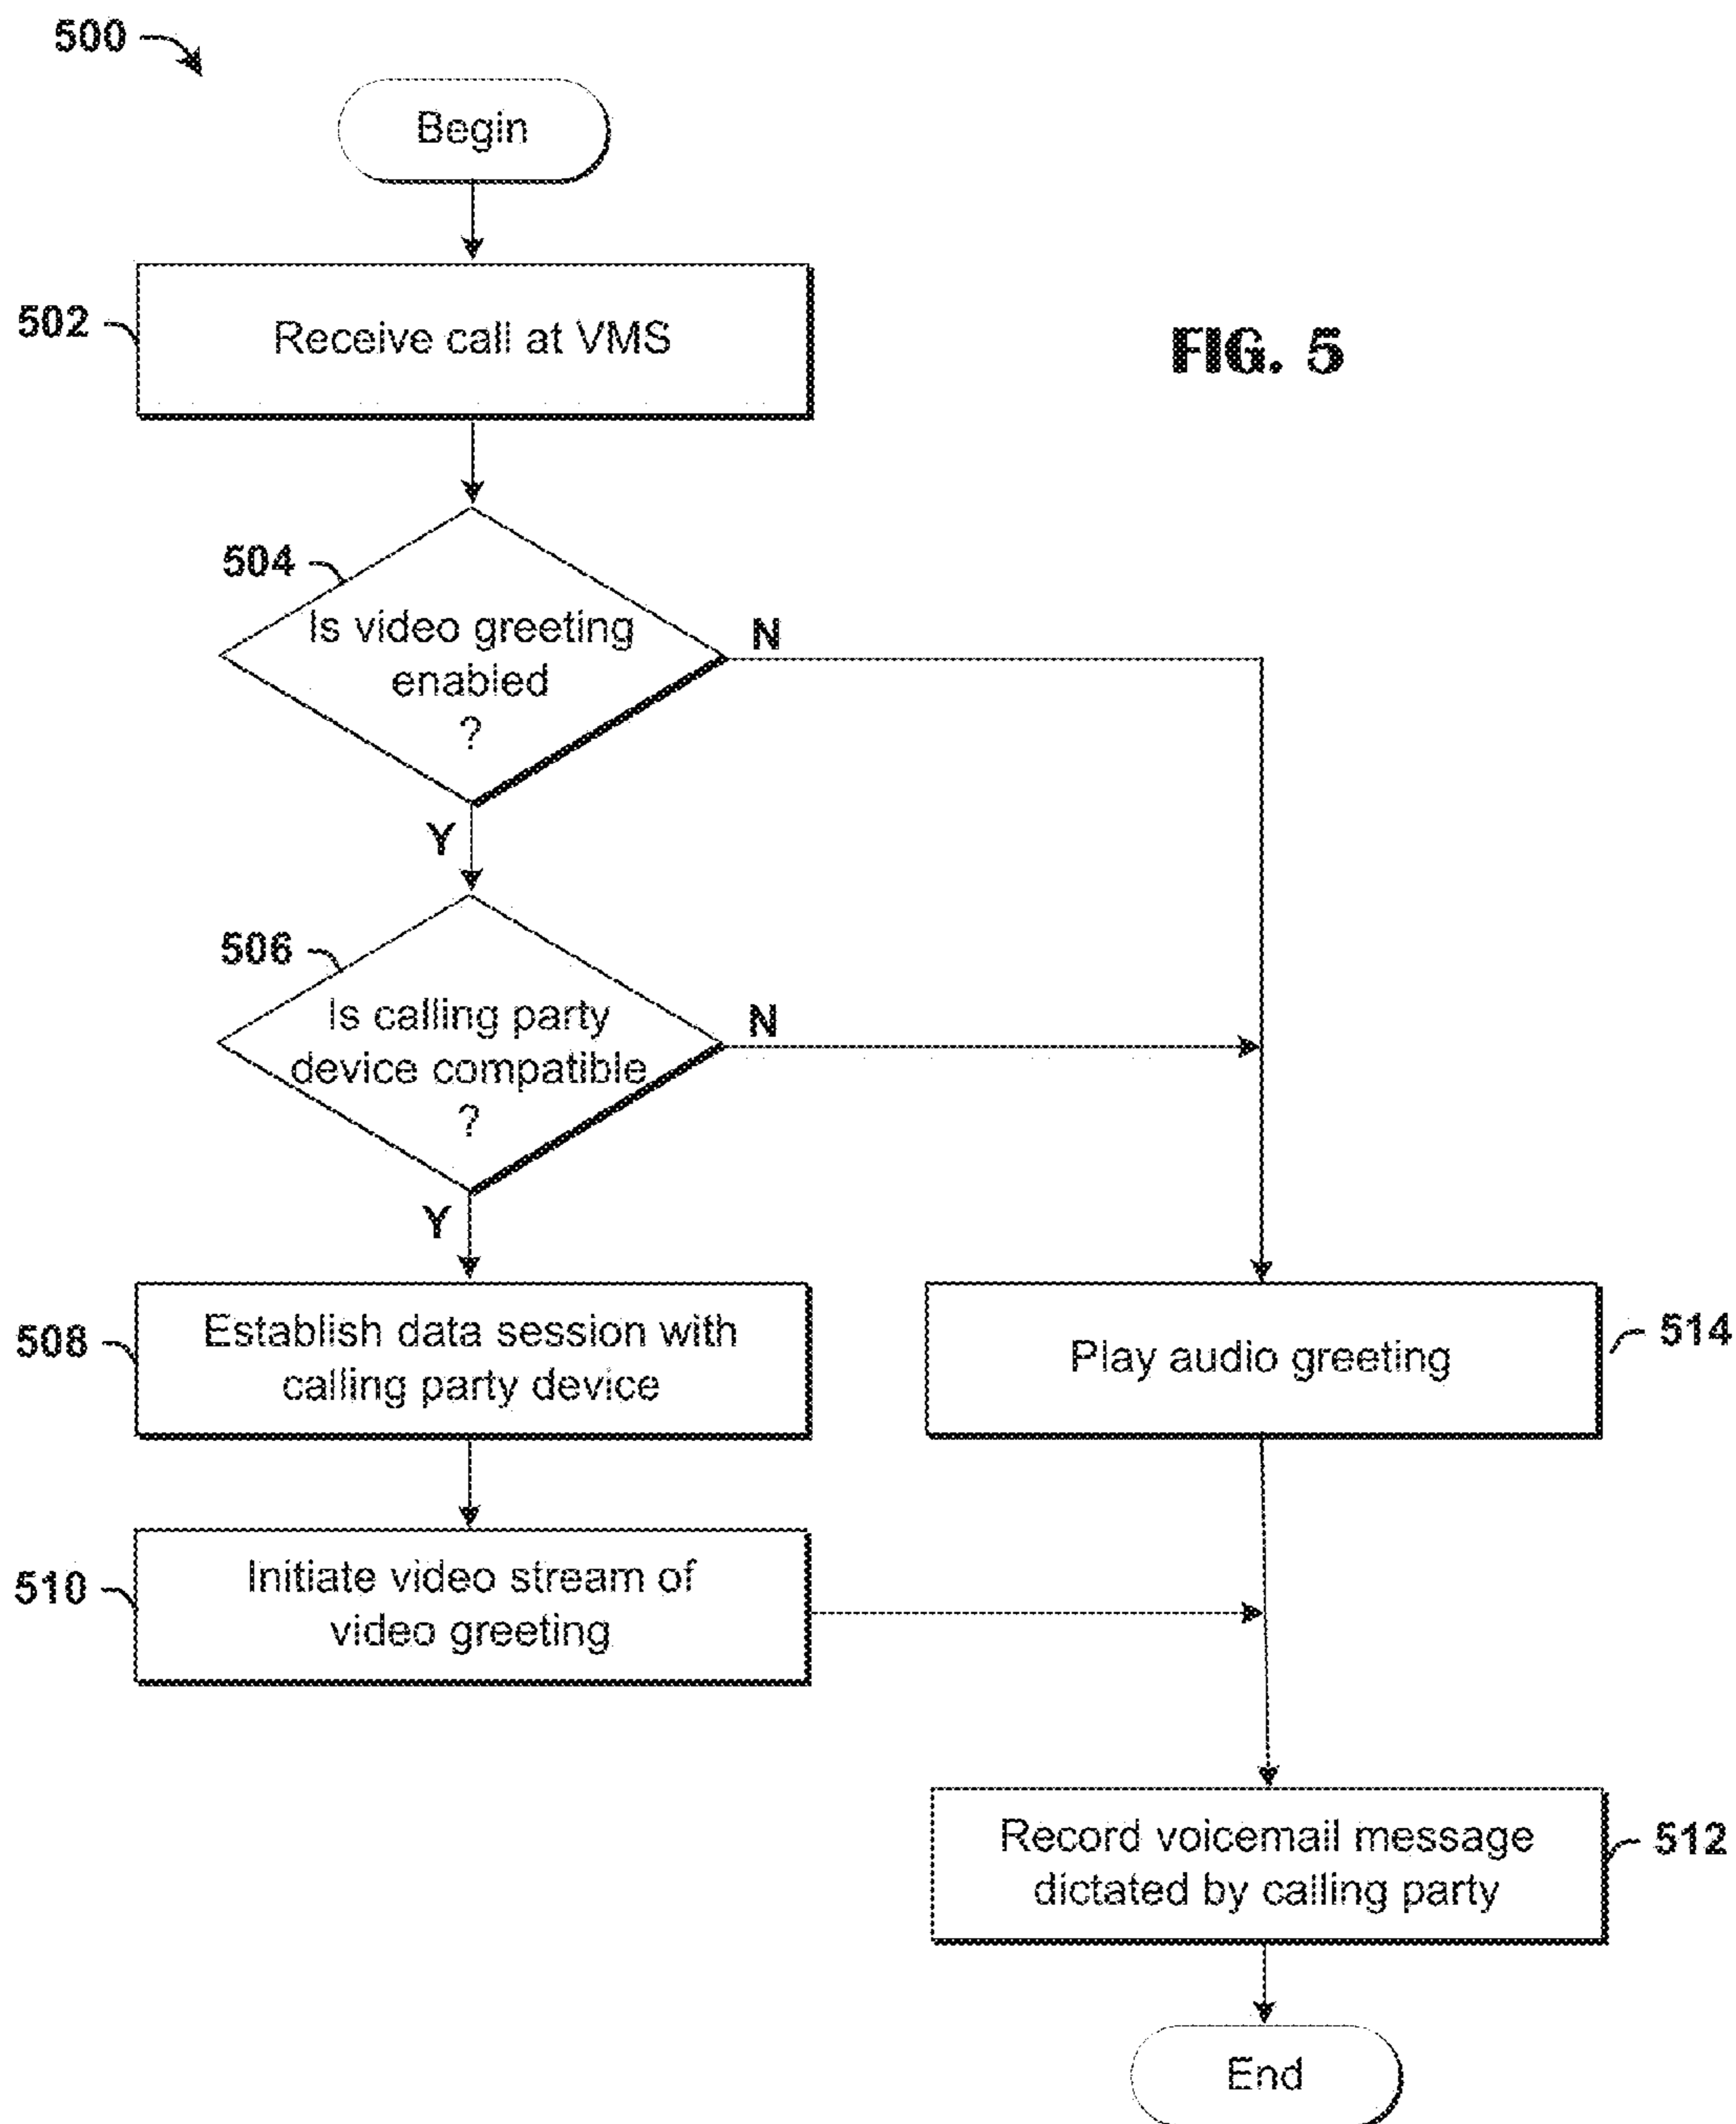 500
Begin
502
Receive call at VMS
FIG. 5
504
Is video greeting
enabled
?
N
Y
506
Is calling party
device compatible
?
N
Y
508
Establish data session with
calling party device
Play audio greeting
514
510
Initiate video stream of
video greeting
Record voicemail message
dictated by calling party
512
End